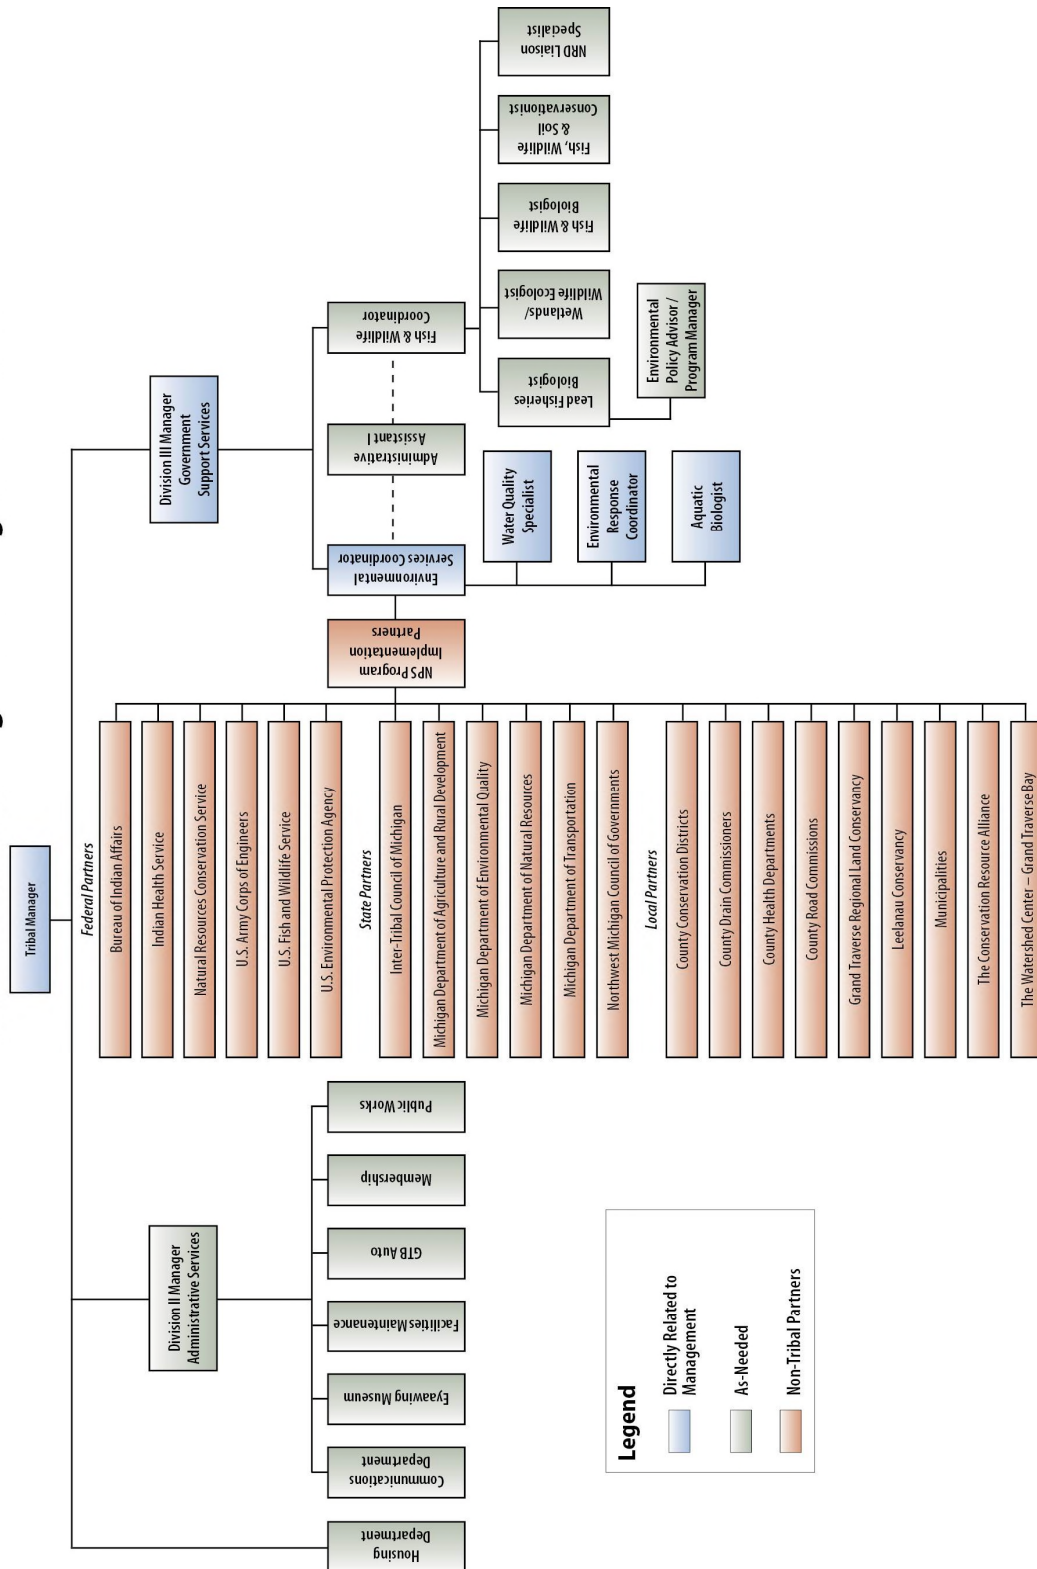 Tribal Manager
Division III Manager
Government
Support Services
Division II Manager
Administrative Services
Housing
Department
Communications
Department
Eyaawing Museum
Facilities Maintenance
GTB Auto
Membership
Public Works
Federal Partners
Bureau of Indian Affairs
Indian Health Service
Natural Resources Conservation Service
U.S. Army Corps of Engineers
U.S. Fish and Wildlife Service
U.S. Environmental Protection Agency
State Partners
Inter-Tribal Council of Michigan
Michigan Department of Agriculture and Rural Development
Michigan Department of Environmental Quality
Michigan Department of Natural Resources
Michigan Department of Transportation
Northwest Michigan Council of Governments
Local Partners
County Conservation Districts
County Drain Commissioners
County Health Departments
County Road Commissions
Grand Traverse Regional Land Conservancy
Leelanau Conservancy
Municipalities
The Conservation Resource Alliance
The Watershed Center – Grand Traverse Bay
NPS Program
Implementation
Partners
Environmental
Services Coordinator
Administrative
Assistant I
Fish & Wildlife
Coordinator
Water Quality
Specialist
Environmental
Response
Coordinator
Aquatic
Biologist
Lead Fisheries
Biologist
Wetlands/
Wildlife Ecologist
Fish & Wildlife
Biologist
Fish, Wildlife
& Soil
Conservationist
NRD Liaison
Specialist
Environmental
Policy Advisor /
Program Manager
Legend
Directly Related to
Management
As-Needed
Non-Tribal Partners